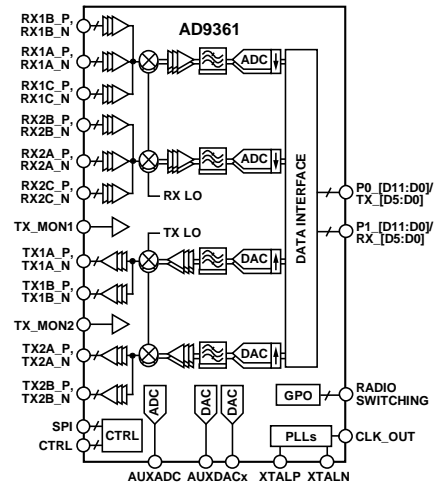 AD9361
RX1B_P,
RX1B_N
RX1A_P,
RX1A_N
RX1C_P,
RX1C_N
RX2B_P,
RX2B_N
RX2A_P,
RX2A_N
RX2C_P,
RX2C_N
TX_MON1
TX1A_P,
TX1A_N
TX1B_P,
TX1B_N
TX_MON2
TX2A_P,
TX2A_N
TX2B_P,
TX2B_N
SPI
CTRL
CTRL
ADC
ADC
RX LO
TX LO
DAC
DAC
DATA INTERFACE
P0_[D11:D0]/
TX_[D5:D0]
P1_[D11:D0]/
RX_[D5:D0]
ADC
DAC
DAC
GPO
RADIO
SWITCHING
PLLs
CLK_OUT
AUXADC
AUXDACx
XTALP
XTALN